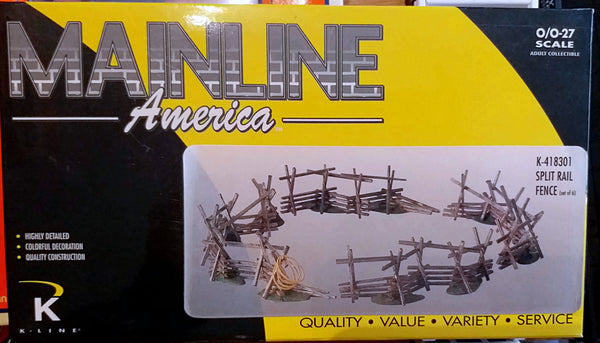 MAINLINE
America
O/O-27
SCALE
ADULT COLLECTIBLE
K-418301
SPLIT RAIL
FENCE (set of 6)
• HIGHLY DETAILED
• COLORFUL DECORATION
• QUALITY CONSTRUCTION
K
K-LINE®
QUALITY • VALUE • VARIETY • SERVICE